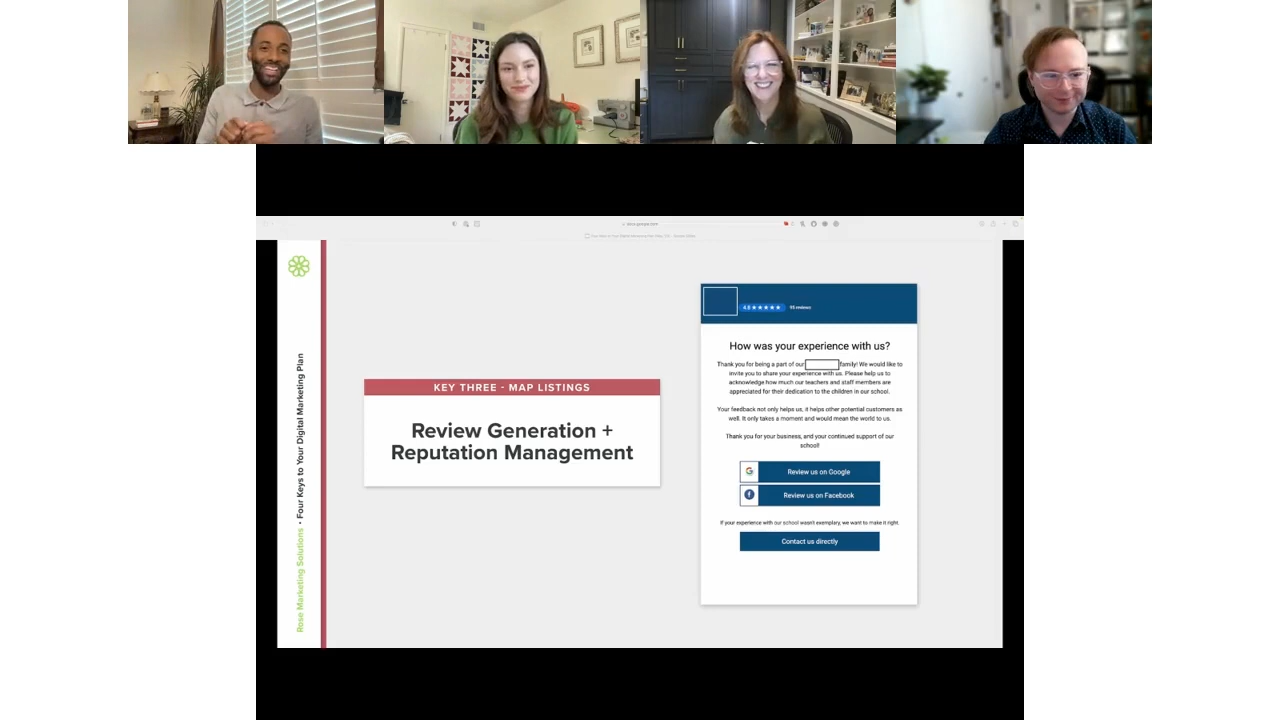 Rose Marketing Solutions • Four Keys to Your Digital Marketing Plan
KEY THREE - MAP LISTINGS
Review Generation +
Reputation Management
4.8 ★★★★★ 95 reviews
How was your experience with us?
Thank you for being a part of our family! We would like to
invite you to share your experience with us. Please help us to
acknowledge how much our teachers and staff members are
appreciated for their dedication to the children in our school.
Your feedback not only helps us, it helps other potential customers as
well. It only takes a moment and would mean the world to us.
Thank you for your business, and your continued support of our
school!
G Review us on Google
f Review us on Facebook
If your experience with our school wasn't exemplary, we want to make it right.
Contact us directly